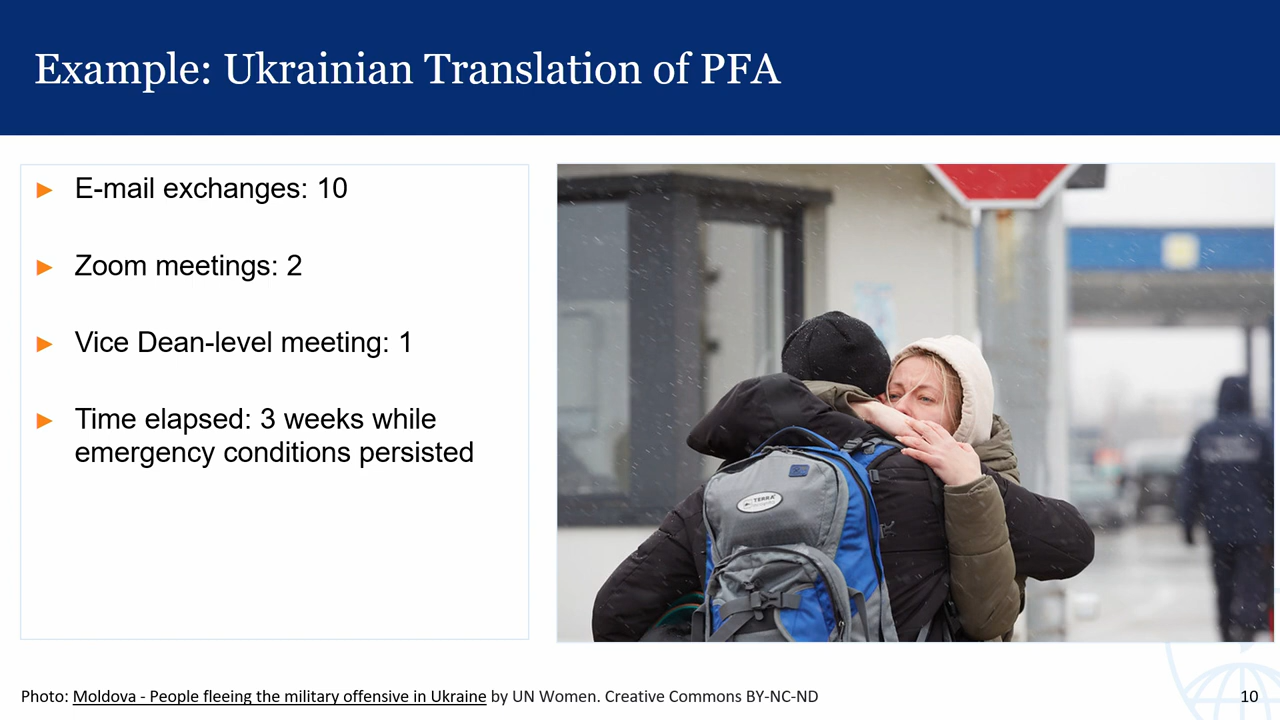 Example: Ukrainian Translation of PFA
► E-mail exchanges: 10
► Zoom meetings: 2
► Vice Dean-level meeting: 1
► Time elapsed: 3 weeks while
emergency conditions persisted
TERRA
Photo: Moldova - People fleeing the military offensive in Ukraine by UN Women. Creative Commons BY-NC-ND
10